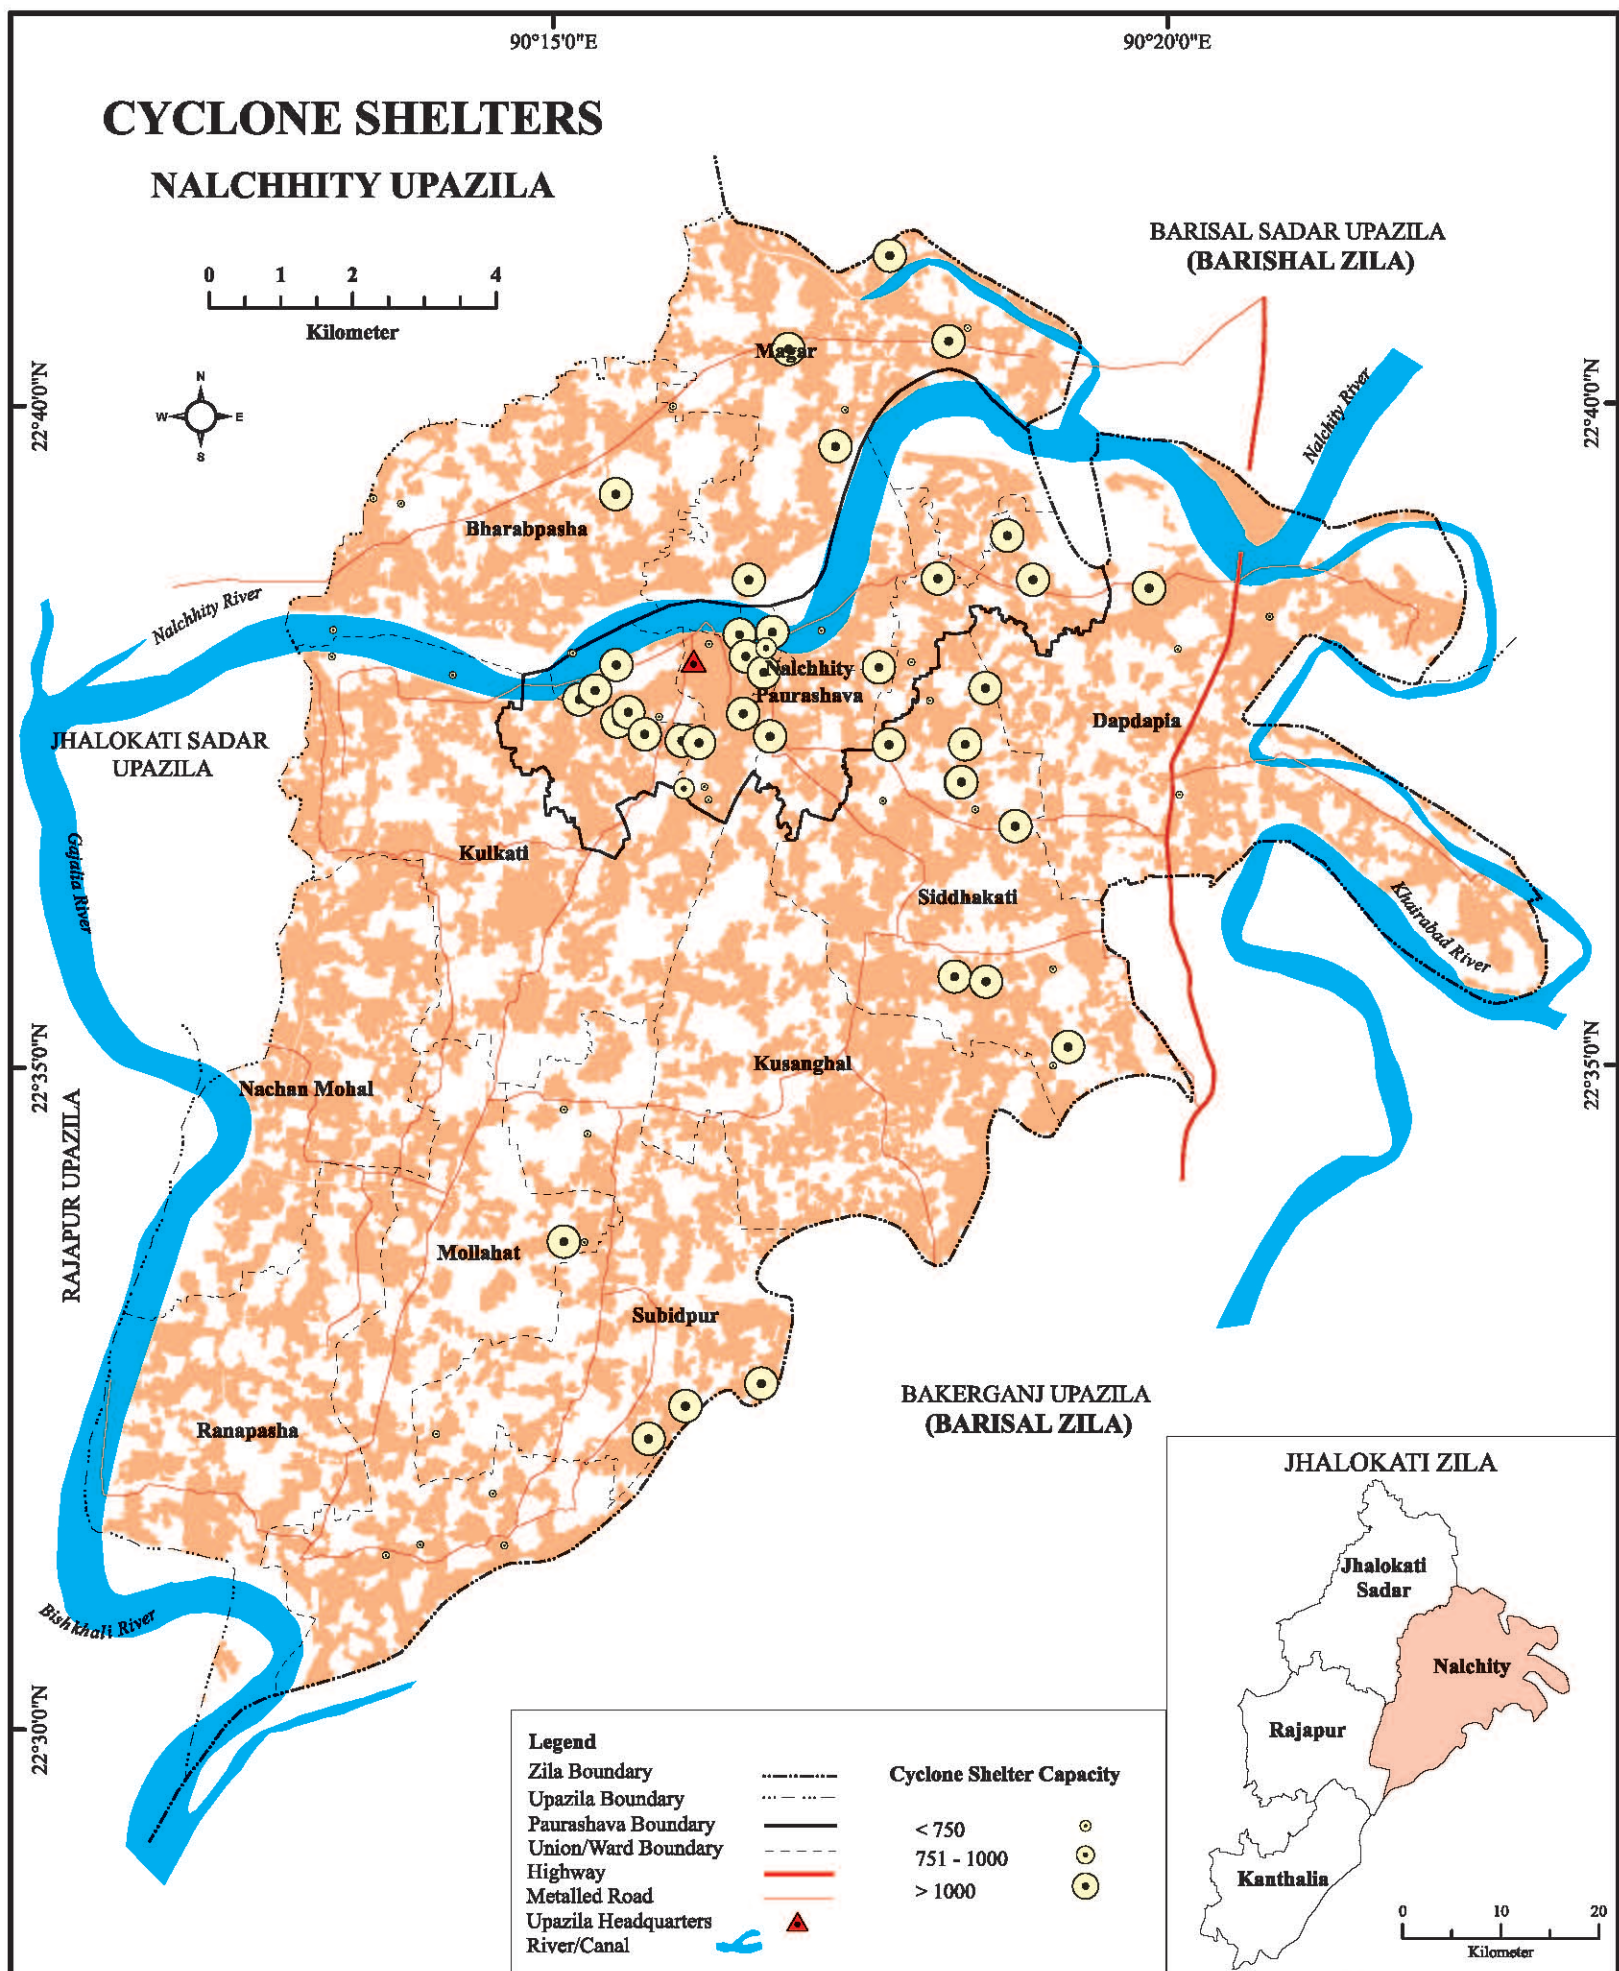 90°15'0"E
90°20'0"E
CYCLONE SHELTERS
NALCHHITY UPAZILA
BARISAL SADAR UPAZILA
(BARISHAL ZILA)
0 1 2 4
Kilometer
N
W E
S
22°40'0"N
22°40'0"N
Magar
Nalchity River
Bharabpasha
Nalchhity River
Nalchhity
Paurashava
Dapdapia
JHALOKATI SADAR
UPAZILA
Gajalia River
Kulkati
Siddhakati
Khairabad River
22°35'0"N
22°35'0"N
Kusanghal
Nachan Mohal
RAJAPUR UPAZILA
Mollahat
Subidpur
BAKERGANJ UPAZILA
(BARISAL ZILA)
Ranapasha
Bishkhali River
22°30'0"N
JHALOKATI ZILA
Jhalokati
Sadar
Nalchity
Rajapur
Kanthalia
0 10 20
Kilometer
Legend
Zila Boundary
Upazila Boundary
Paurashava Boundary
Union/Ward Boundary
Highway
Metalled Road
Upazila Headquarters
River/Canal
Cyclone Shelter Capacity
< 750
751 - 1000
> 1000